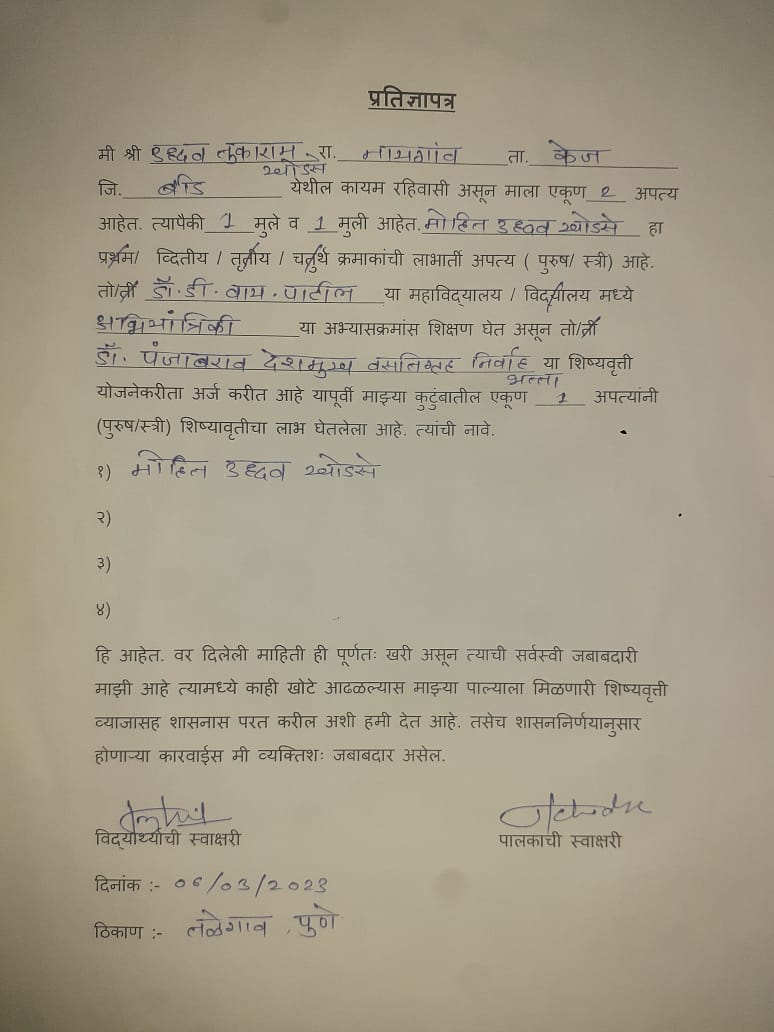 प्रतिज्ञापत्र
मी श्री उद्धव तुकाराम रा. नायगांव ता. केज
खोडसे
जि. बीड येथील कायम रहिवासी असून माला एकूण 2 अपत्य
आहेत. त्यापैकी 1 मुले व 1 मुली आहेत. मोहित उद्धव खोडसे हा
प्रथम/ व्दितीय / तृतीय / चतुर्थ क्रमाकांची लाभार्ती अपत्य ( पुरुष/ स्त्री) आहे.
तो/ती डॉ. डी. वाय. पाटील या महाविद्यालय / विद्यालय मध्ये
अभियांत्रिकी या अभ्यासक्रमांस शिक्षण घेत असून तो/ती
डॉ. पंजाबराव देशमुख वसतिगृह निर्वाह या शिष्यवृत्ती
भत्ता
योजनेकरीता अर्ज करीत आहे यापूर्वी माझ्या कुटुंबातील एकूण 1 अपत्यांनी
(पुरुष/स्त्री) शिष्यावृतीचा लाभ घेतलेला आहे. त्यांची नावे.
१) मोहित उद्धव खोडसे
२)
३)
४)
हि आहेत. वर दिलेली माहिती ही पूर्णतः खरी असून त्याची सर्वस्वी जबाबदारी
माझी आहे त्यामध्ये काही खोटे आढळल्यास माझ्या पाल्याला मिळणारी शिष्यवृत्ती
व्याजासह शासनास परत करील अशी हमी देत आहे. तसेच शासननिर्णयानुसार
होणाऱ्या कारवाईस मी व्यक्तिशः जबाबदार असेल.
विद्यार्थ्याची स्वाक्षरी पालकाची स्वाक्षरी
दिनांक :- 06/03/2023
ठिकाण :- तळेगाव , पुणे